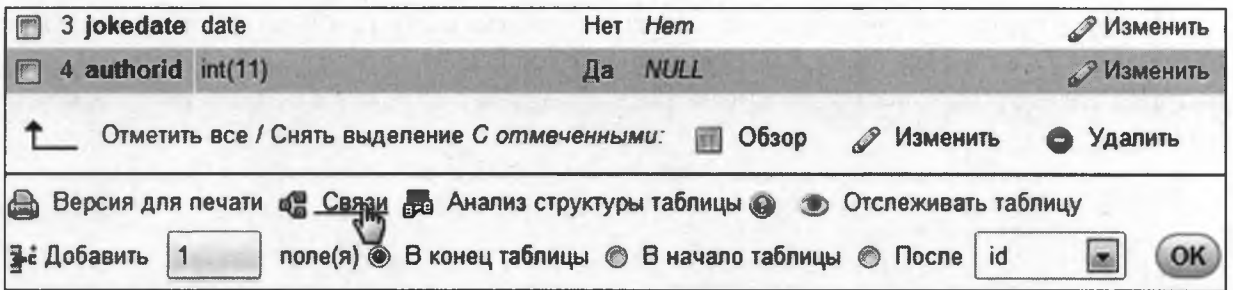 3 jokedate date Нет Нет Изменить
4 authorid int(11) Да NULL Изменить
Отметить все / Снять выделение С отмеченными: Обзор Изменить Удалить
Версия для печати Связи Анализ структуры таблицы Отслеживать таблицу
Добавить 1 поле(я) В конец таблицы В начало таблицы После id OK